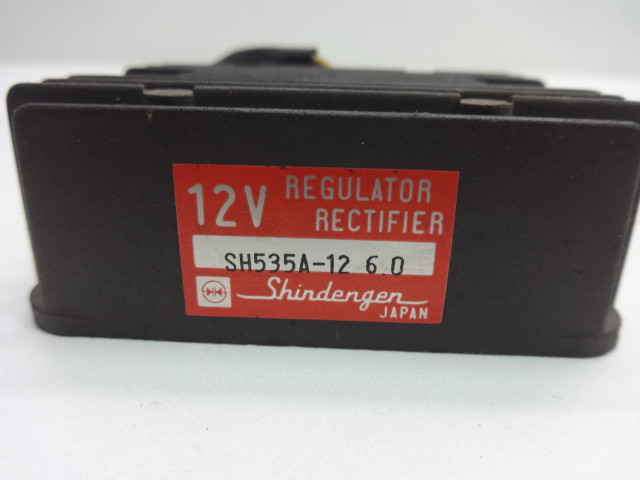 12V REGULATOR
RECTIFIER
SH535A-12 6.0
Shindengen
JAPAN